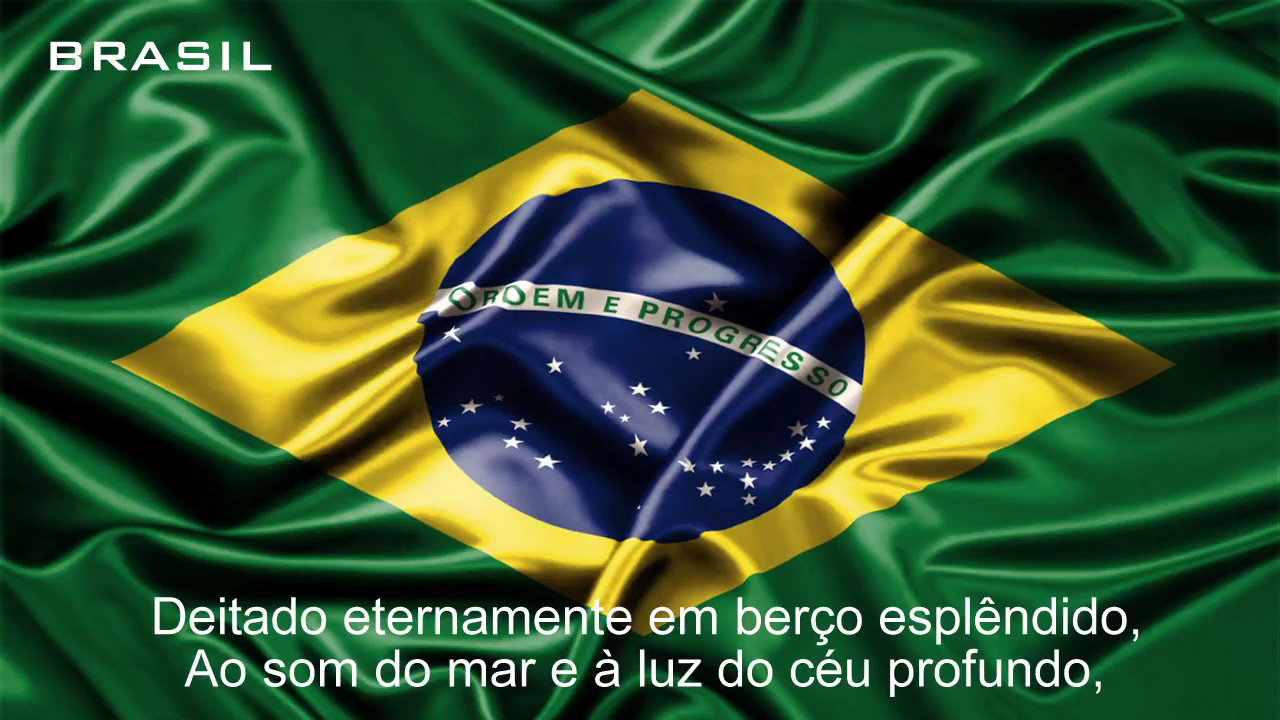 BRASIL
ORDEM E PROGRESSO
Deitado eternamente em berço esplêndido,
Ao som do mar e à luz do céu profundo,